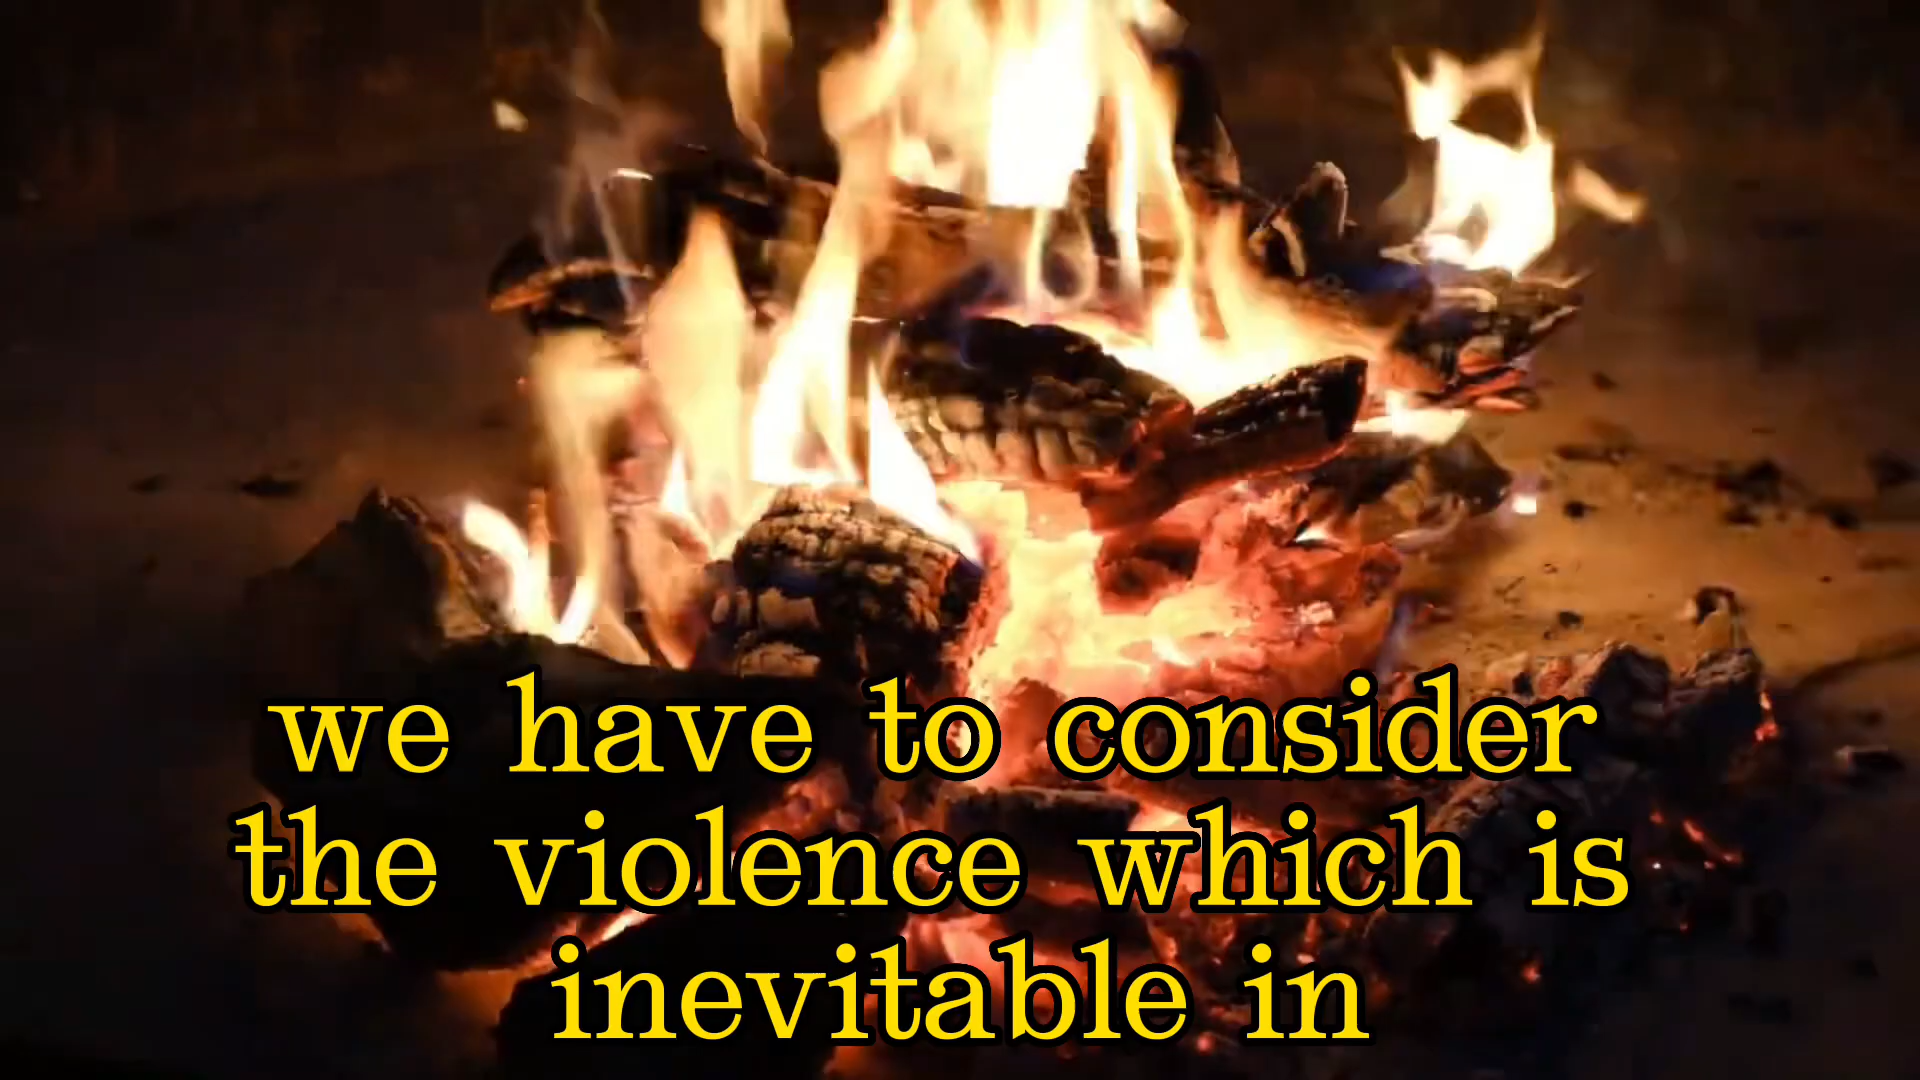 we have to consider
the violence which is
inevitable in